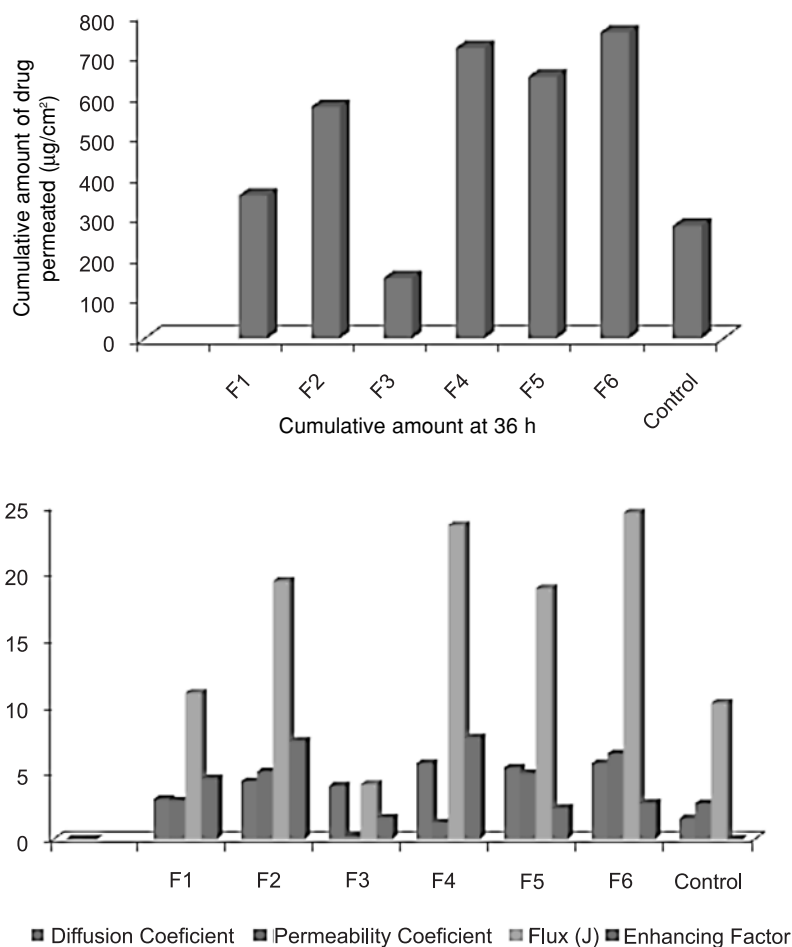 800
700
600
500
400
300
200
100
0
Cumulative amount of drug
permeated (μg/cm²)
F1 F2 F3 F4 F5 F6 Control
Cumulative amount at 36 h
25
20
15
10
5
0
F1 F2 F3 F4 F5 F6 Control
Diffusion Coeficient Permeability Coefficient Flux (J) Enhancing Factor